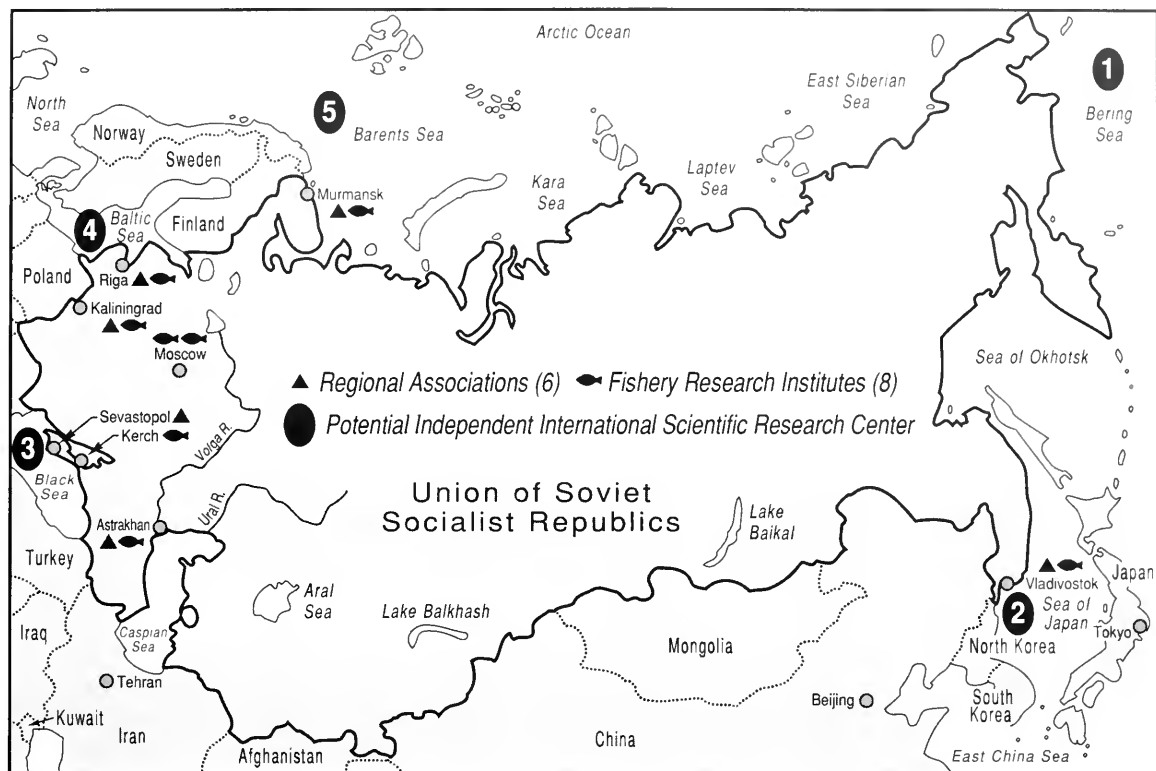 Arctic Ocean
1
East Siberian
Sea
North
Sea
5
Bering
Sea
Norway
Barents Sea
Sweden
Laptev
Sea
Kara
Sea
Murmansk
4
Baltic
Sea
Finland
Poland
Riga
Kaliningrad
Moscow
Sea of Okhotsk
Regional Associations (6)
Fishery Research Institutes (8)
Potential Independent International Scientific Research Center
Sevastopol
Kerch
3
Volga R.
Black
Sea
Union of Soviet
Socialist Republics
Ural R.
Astrakhan
Lake
Baikal
Turkey
Aral
Sea
Vladivostok
Japan
Lake Balkhash
2
Sea of
Japan
Iraq
Caspian
Sea
Mongolia
North Korea
Tokyo
Tehran
Beijing
South
Korea
Kuwait
Iran
Afghanistan
China
East China Sea